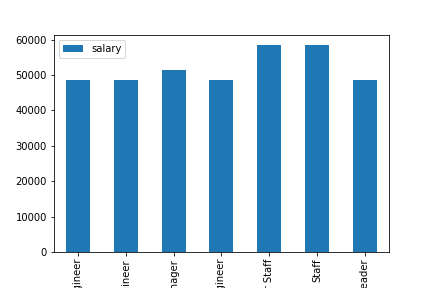 salary
60000
50000
40000
30000
20000
10000
0
gineer
ineer
nager
gineer
Staff
Staff
eader